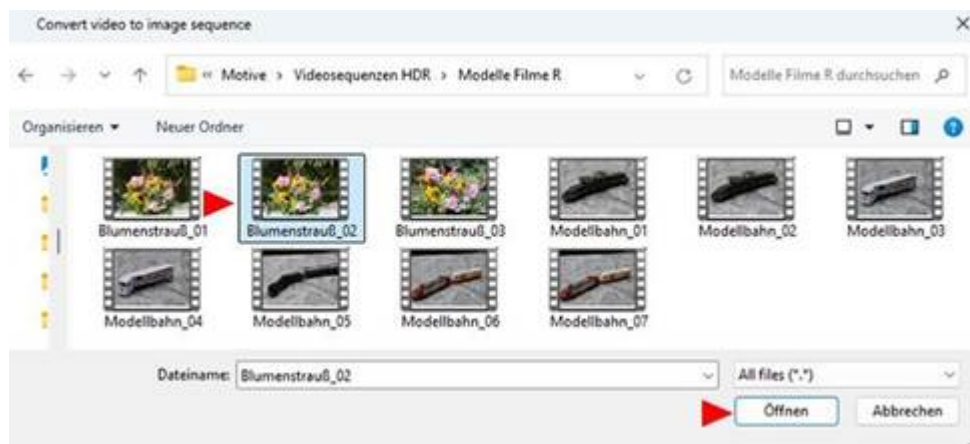 Convert video to image sequence
« Motive › Videosequenzen HDR › Modelle Filme R
Modelle Filme R durchsuchen
Organisieren
Neuer Ordner
Blumenstrauß_01
Blumenstrauß_02
Blumenstrauß_03
Modellbahn_01
Modellbahn_02
Modellbahn_03
Modellbahn_04
Modellbahn_05
Modellbahn_06
Modellbahn_07
Dateiname: Blumenstrauß_02
All files (*.*)
Öffnen
Abbrechen